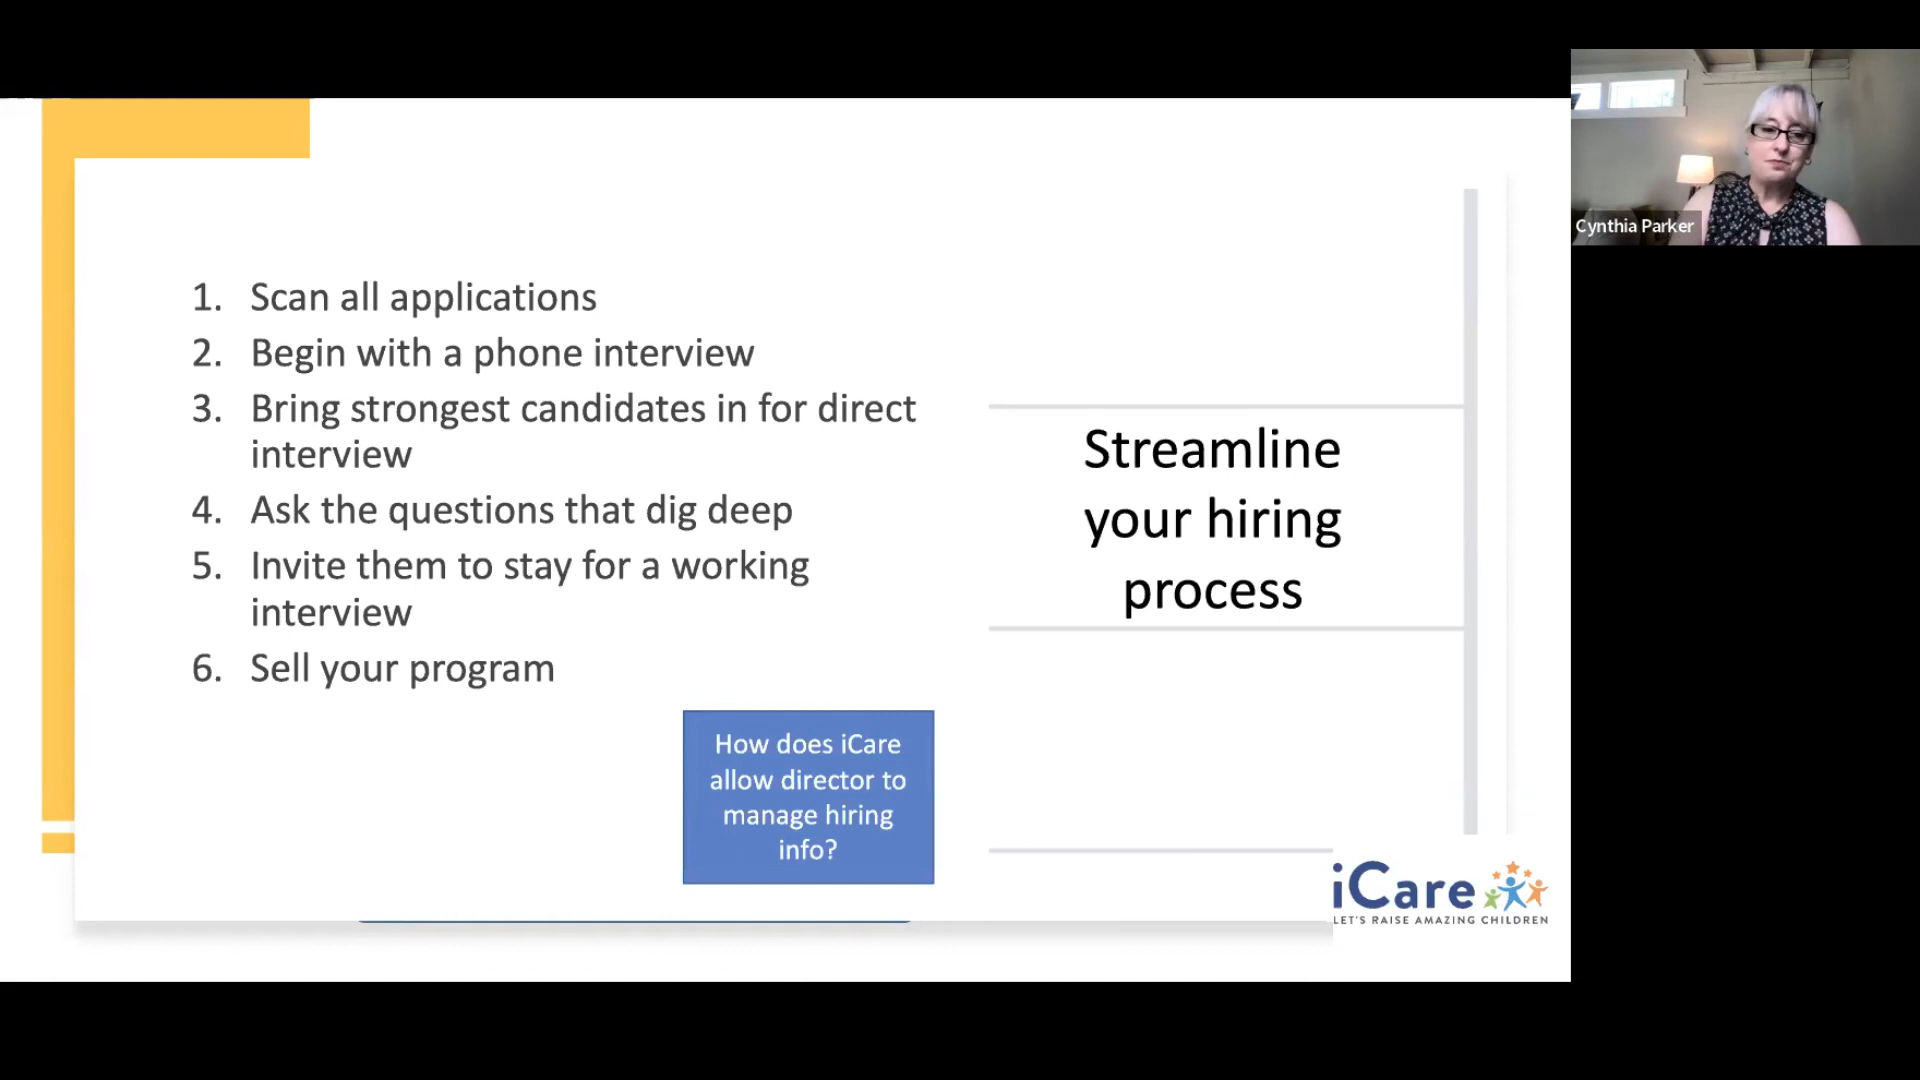 1. Scan all applications
2. Begin with a phone interview
3. Bring strongest candidates in for direct
interview
4. Ask the questions that dig deep
5. Invite them to stay for a working
interview
6. Sell your program
Streamline
your hiring
process
How does iCare
allow director to
manage hiring
info?
iCare
LET'S RAISE AMAZING CHILDREN
Cynthia Parker